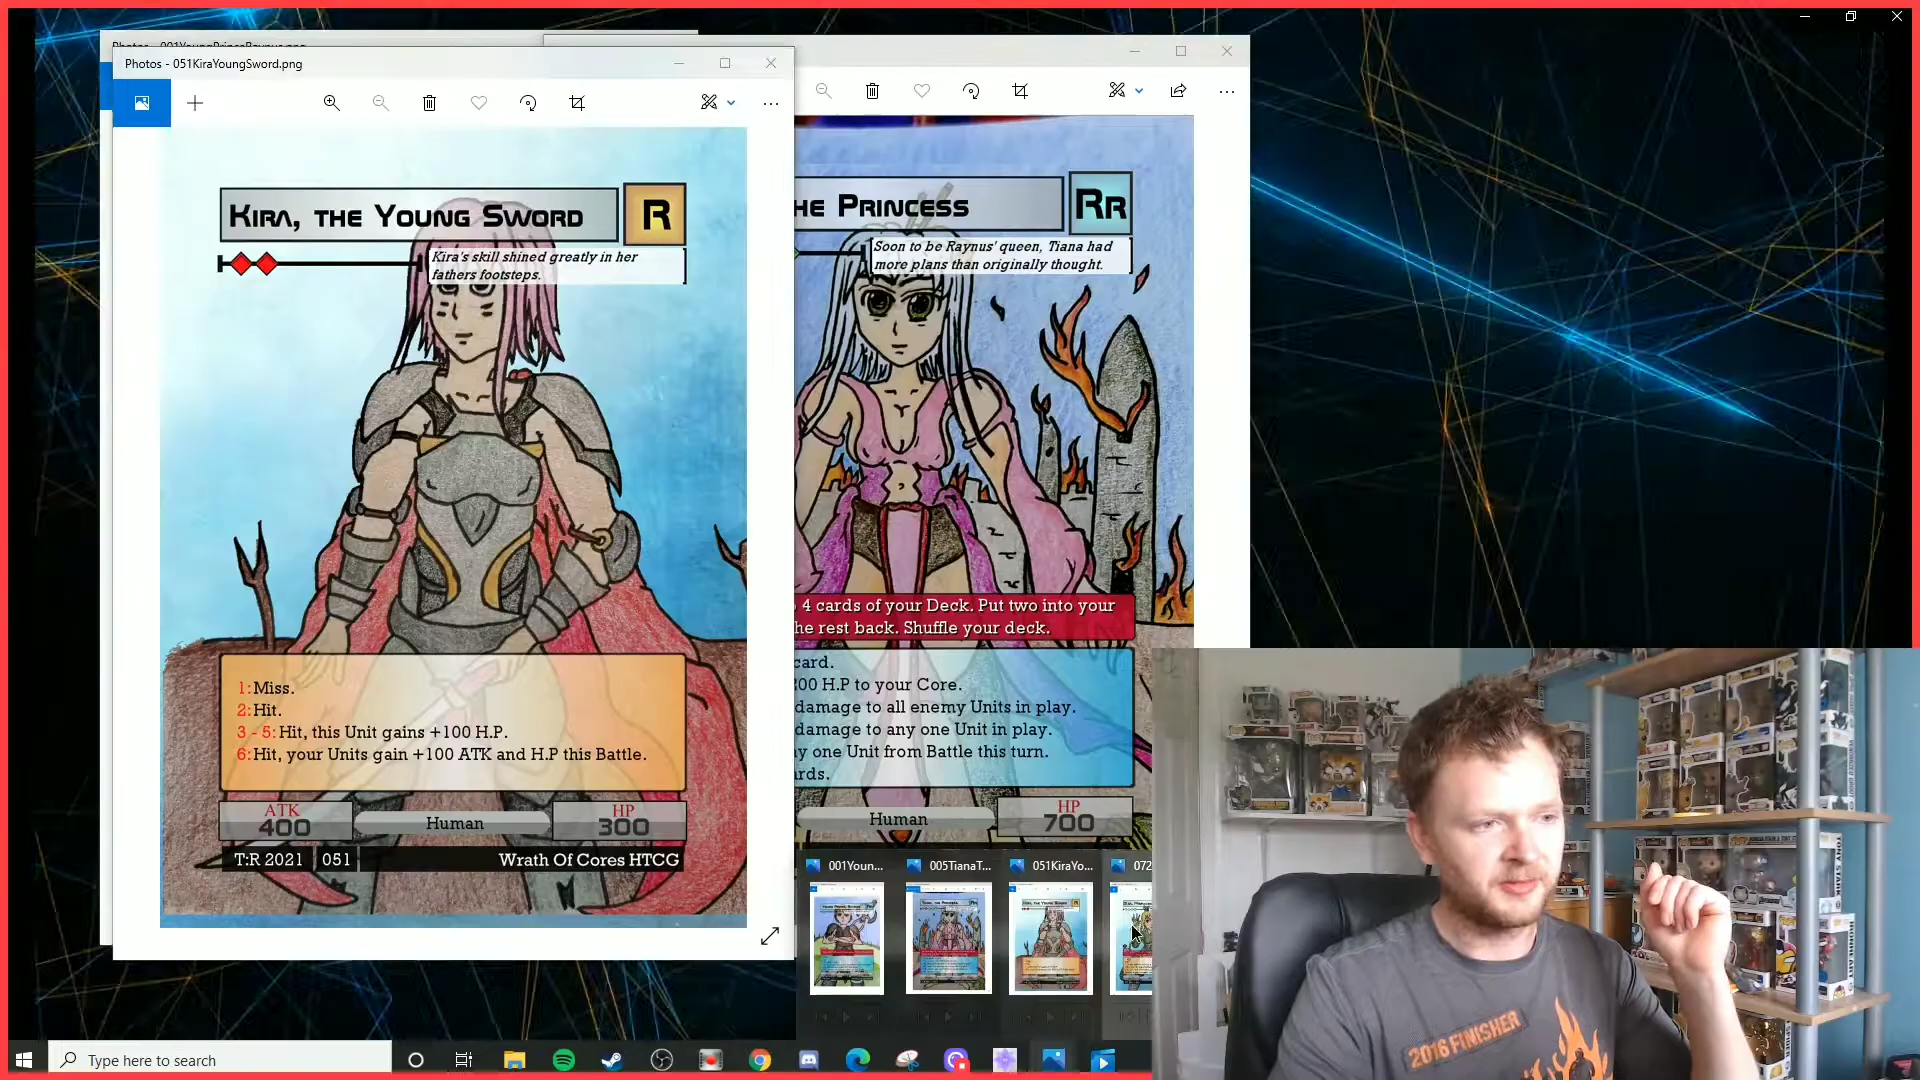 Photos - 051KiraYoungSword.png
Kira, the Young Sword
R
Kira's skill shined greatly in her
fathers footsteps.
1: Miss.
2: Hit.
3 - 5: Hit, this Unit gains +100 H.P.
6: Hit, your Units gain +100 ATK and H.P this Battle.
ATK
400
Human
HP
300
T:R 2021
051
Wrath Of Cores HTCG
he Princess
RR
Soon to be Raynus' queen, Tiana had
more plans than originally thought.
4 cards of your Deck. Put two into your
he rest back. Shuffle your deck.
card.
200 H.P to your Core.
damage to all enemy Units in play.
damage to any one Unit in play.
y one Unit from Battle this turn.
ards.
Human
HP
700
001Youn...
005TianaT...
051KiraYo...
072
2016 FINISHER
Type here to search